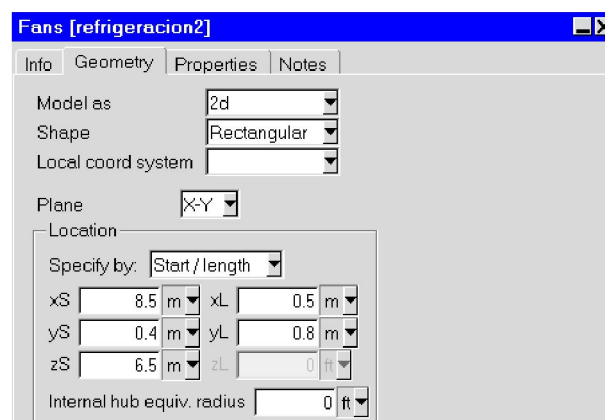 Fans [refrigeracion2]
Info Geometry Properties Notes
Model as 2d
Shape Rectangular
Local coord system
Plane X-Y
Location
Specify by: Start / length
xS 8.5 m xL 0.5 m
yS 0.4 m yL 0.8 m
zS 6.5 m zL 0 ft
Internal hub equiv. radius 0 ft